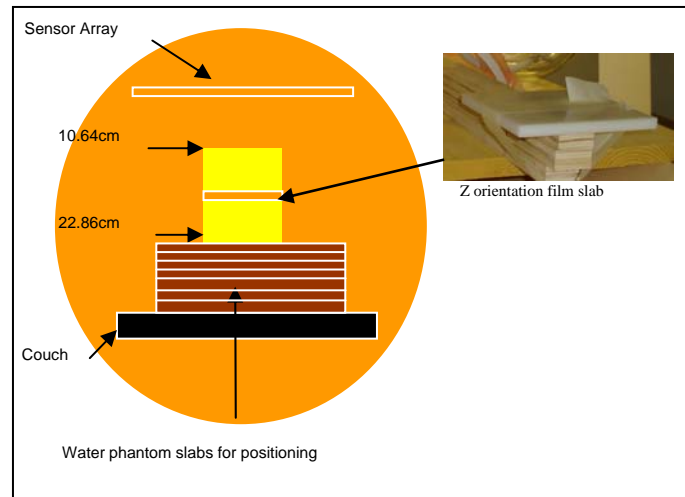 Sensor Array
10.64cm
Z orientation film slab
22.86cm
Couch
Water phantom slabs for positioning